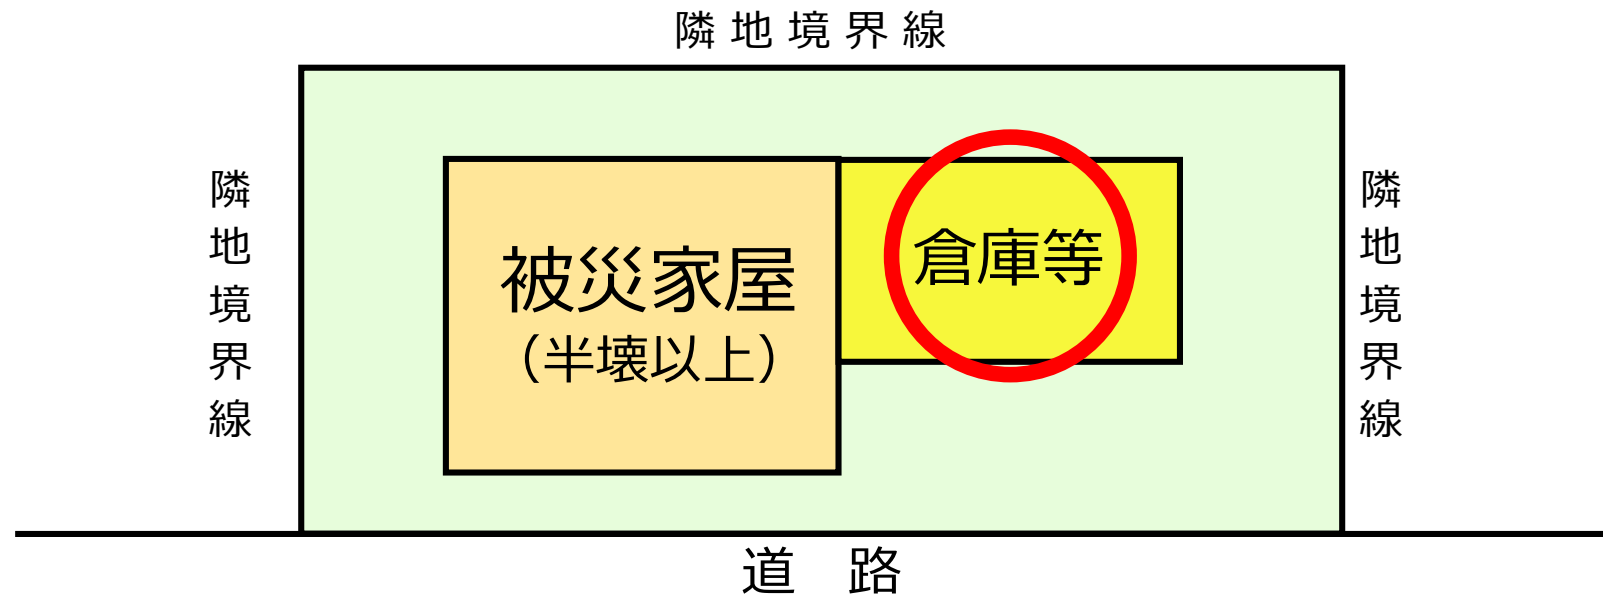 隣地境界線
隣地境界線
被災家屋
（半壊以上）
倉庫等
隣地境界線
道　路